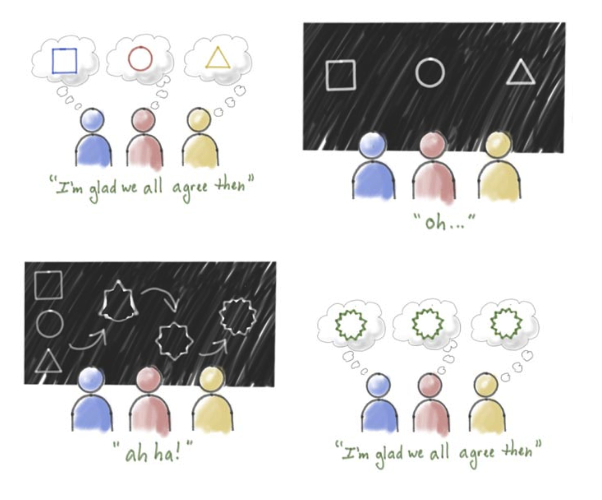 "I'm glad we all agree then"
"oh..."
"ah ha!"
"I'm glad we all agree then"